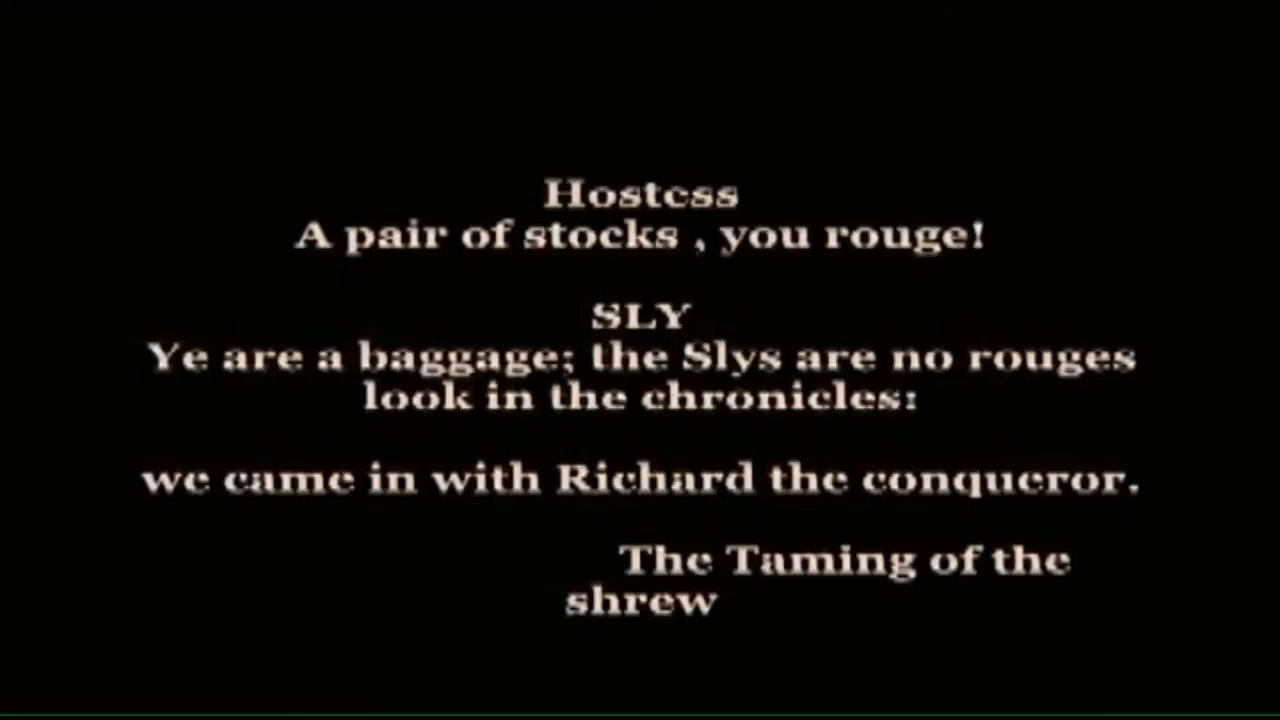 Hostess
A pair of stocks , you rouge!
SLY
Ye are a baggage; the Slys are no rouges
look in the chronicles:
we came in with Richard the conqueror.
The Taming of the
shrew